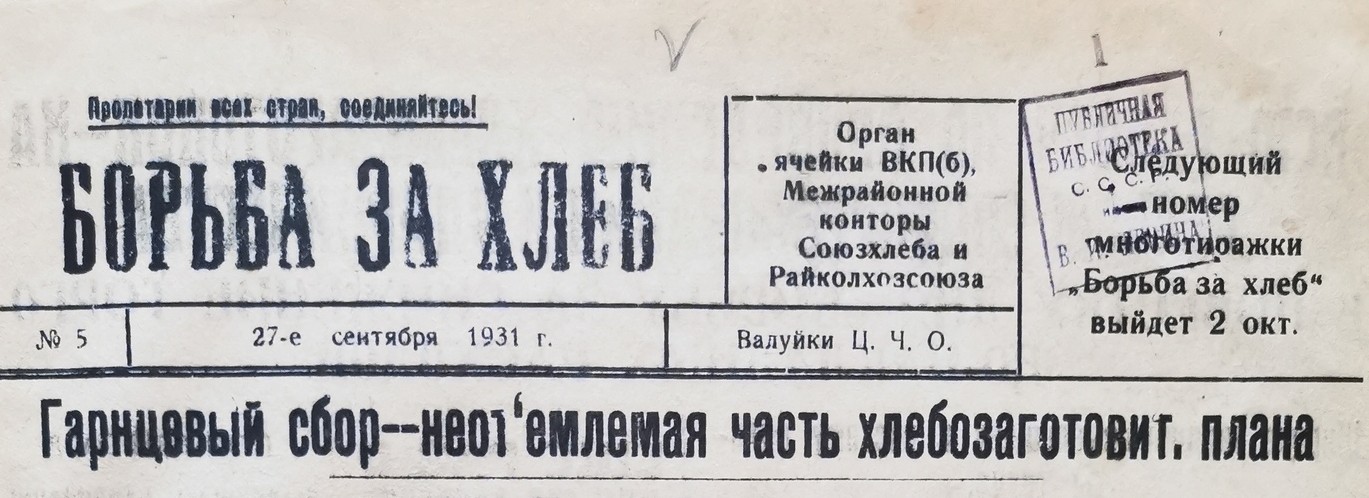 Пролетарии всех стран, соединяйтесь!
БОРЬБА ЗА ХЛЕБ
Орган
ячейки ВКП(б),
Межрайонной
конторы
Союзхлеба и
Райколхозсоюза
1
ПУБЛИЧНАЯ
БИБЛИОТЕКА
С. С. С. Р.
В. И. ЛЕНИНА
Следующий
номер
многотиражки
„Борьба за хлеб“
выйдет 2 окт.
№ 5
27-е сентября 1931 г.
Валуйки Ц. Ч. О.
Гарнцевый сбор--неот‘емлемая часть хлебозаготовит. плана